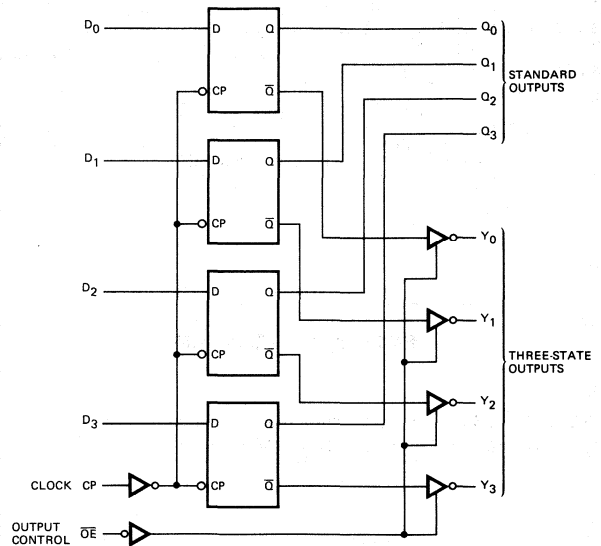 D0 D Q Q0
Q1
STANDARD
OUTPUTS
CP Q̅ Q2
Q3
D1 D Q
CP Q̅
Y0
D2 D Q
Y1
CP Q̅
THREE-STATE
OUTPUTS
Y2
D3 D Q
CLOCK CP CP Q̅ Y3
OUTPUT
CONTROL O̅E̅